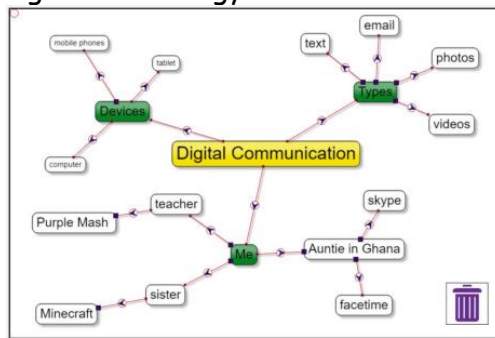 email
text
mobile phones
photos
tablet
Types
Devices
videos
Digital Communication
computer
skype
teacher
Purple Mash
Me
Auntie in Ghana
sister
facetime
Minecraft